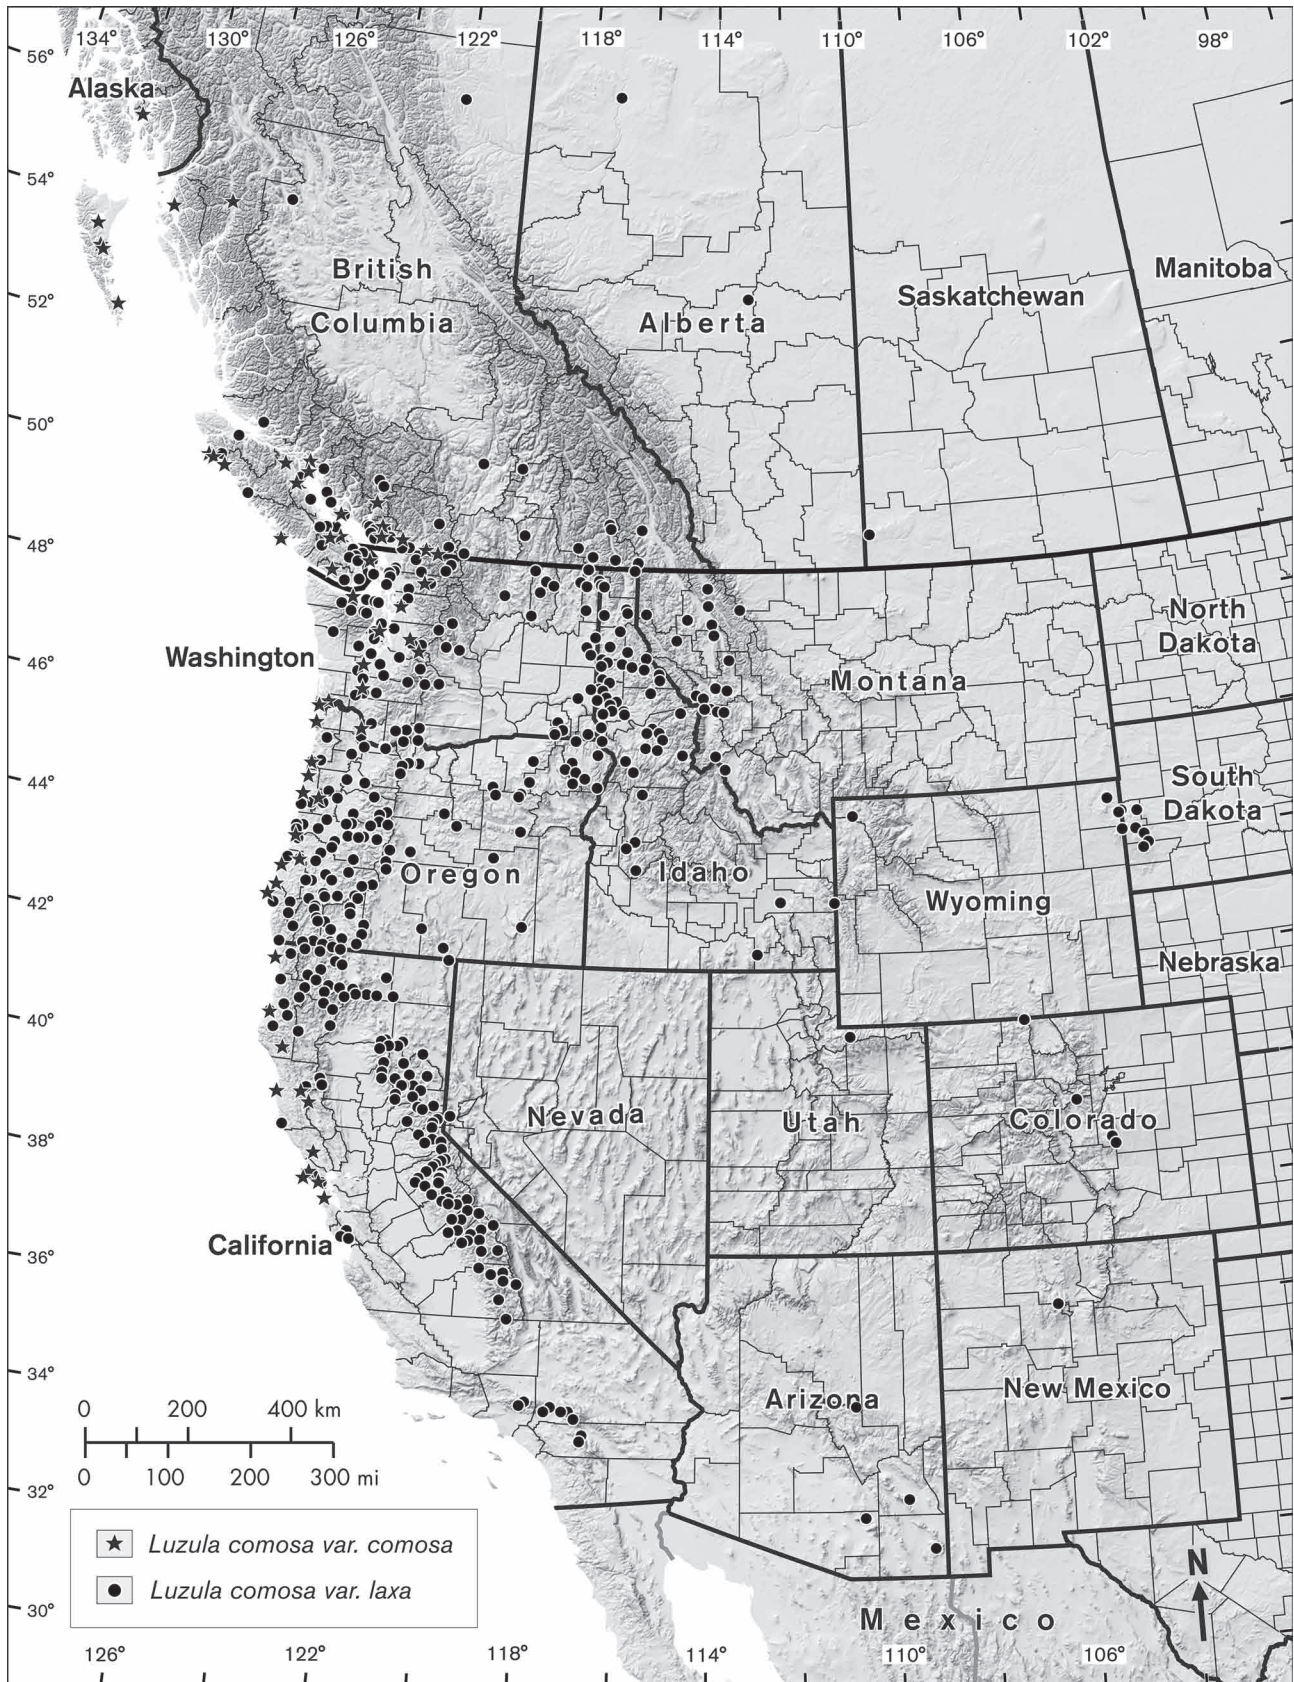 134° 130° 126° 122° 118° 114° 110° 106° 102° 98°
56°
Alaska
54°
British
Columbia
Alberta
Saskatchewan
Manitoba
52°
50°
48°
Washington
46°
Montana
North
Dakota
South
Dakota
44°
Oregon
Idaho
Wyoming
42°
Nebraska
40°
Nevada
Utah
Colorado
38°
California
36°
34°
Arizona
New Mexico
0 200 400 km
0 100 200 300 mi
32°
Luzula comosa var. comosa
Luzula comosa var. laxa
N
30°
Mexico
126° 122° 118° 114° 110° 106°